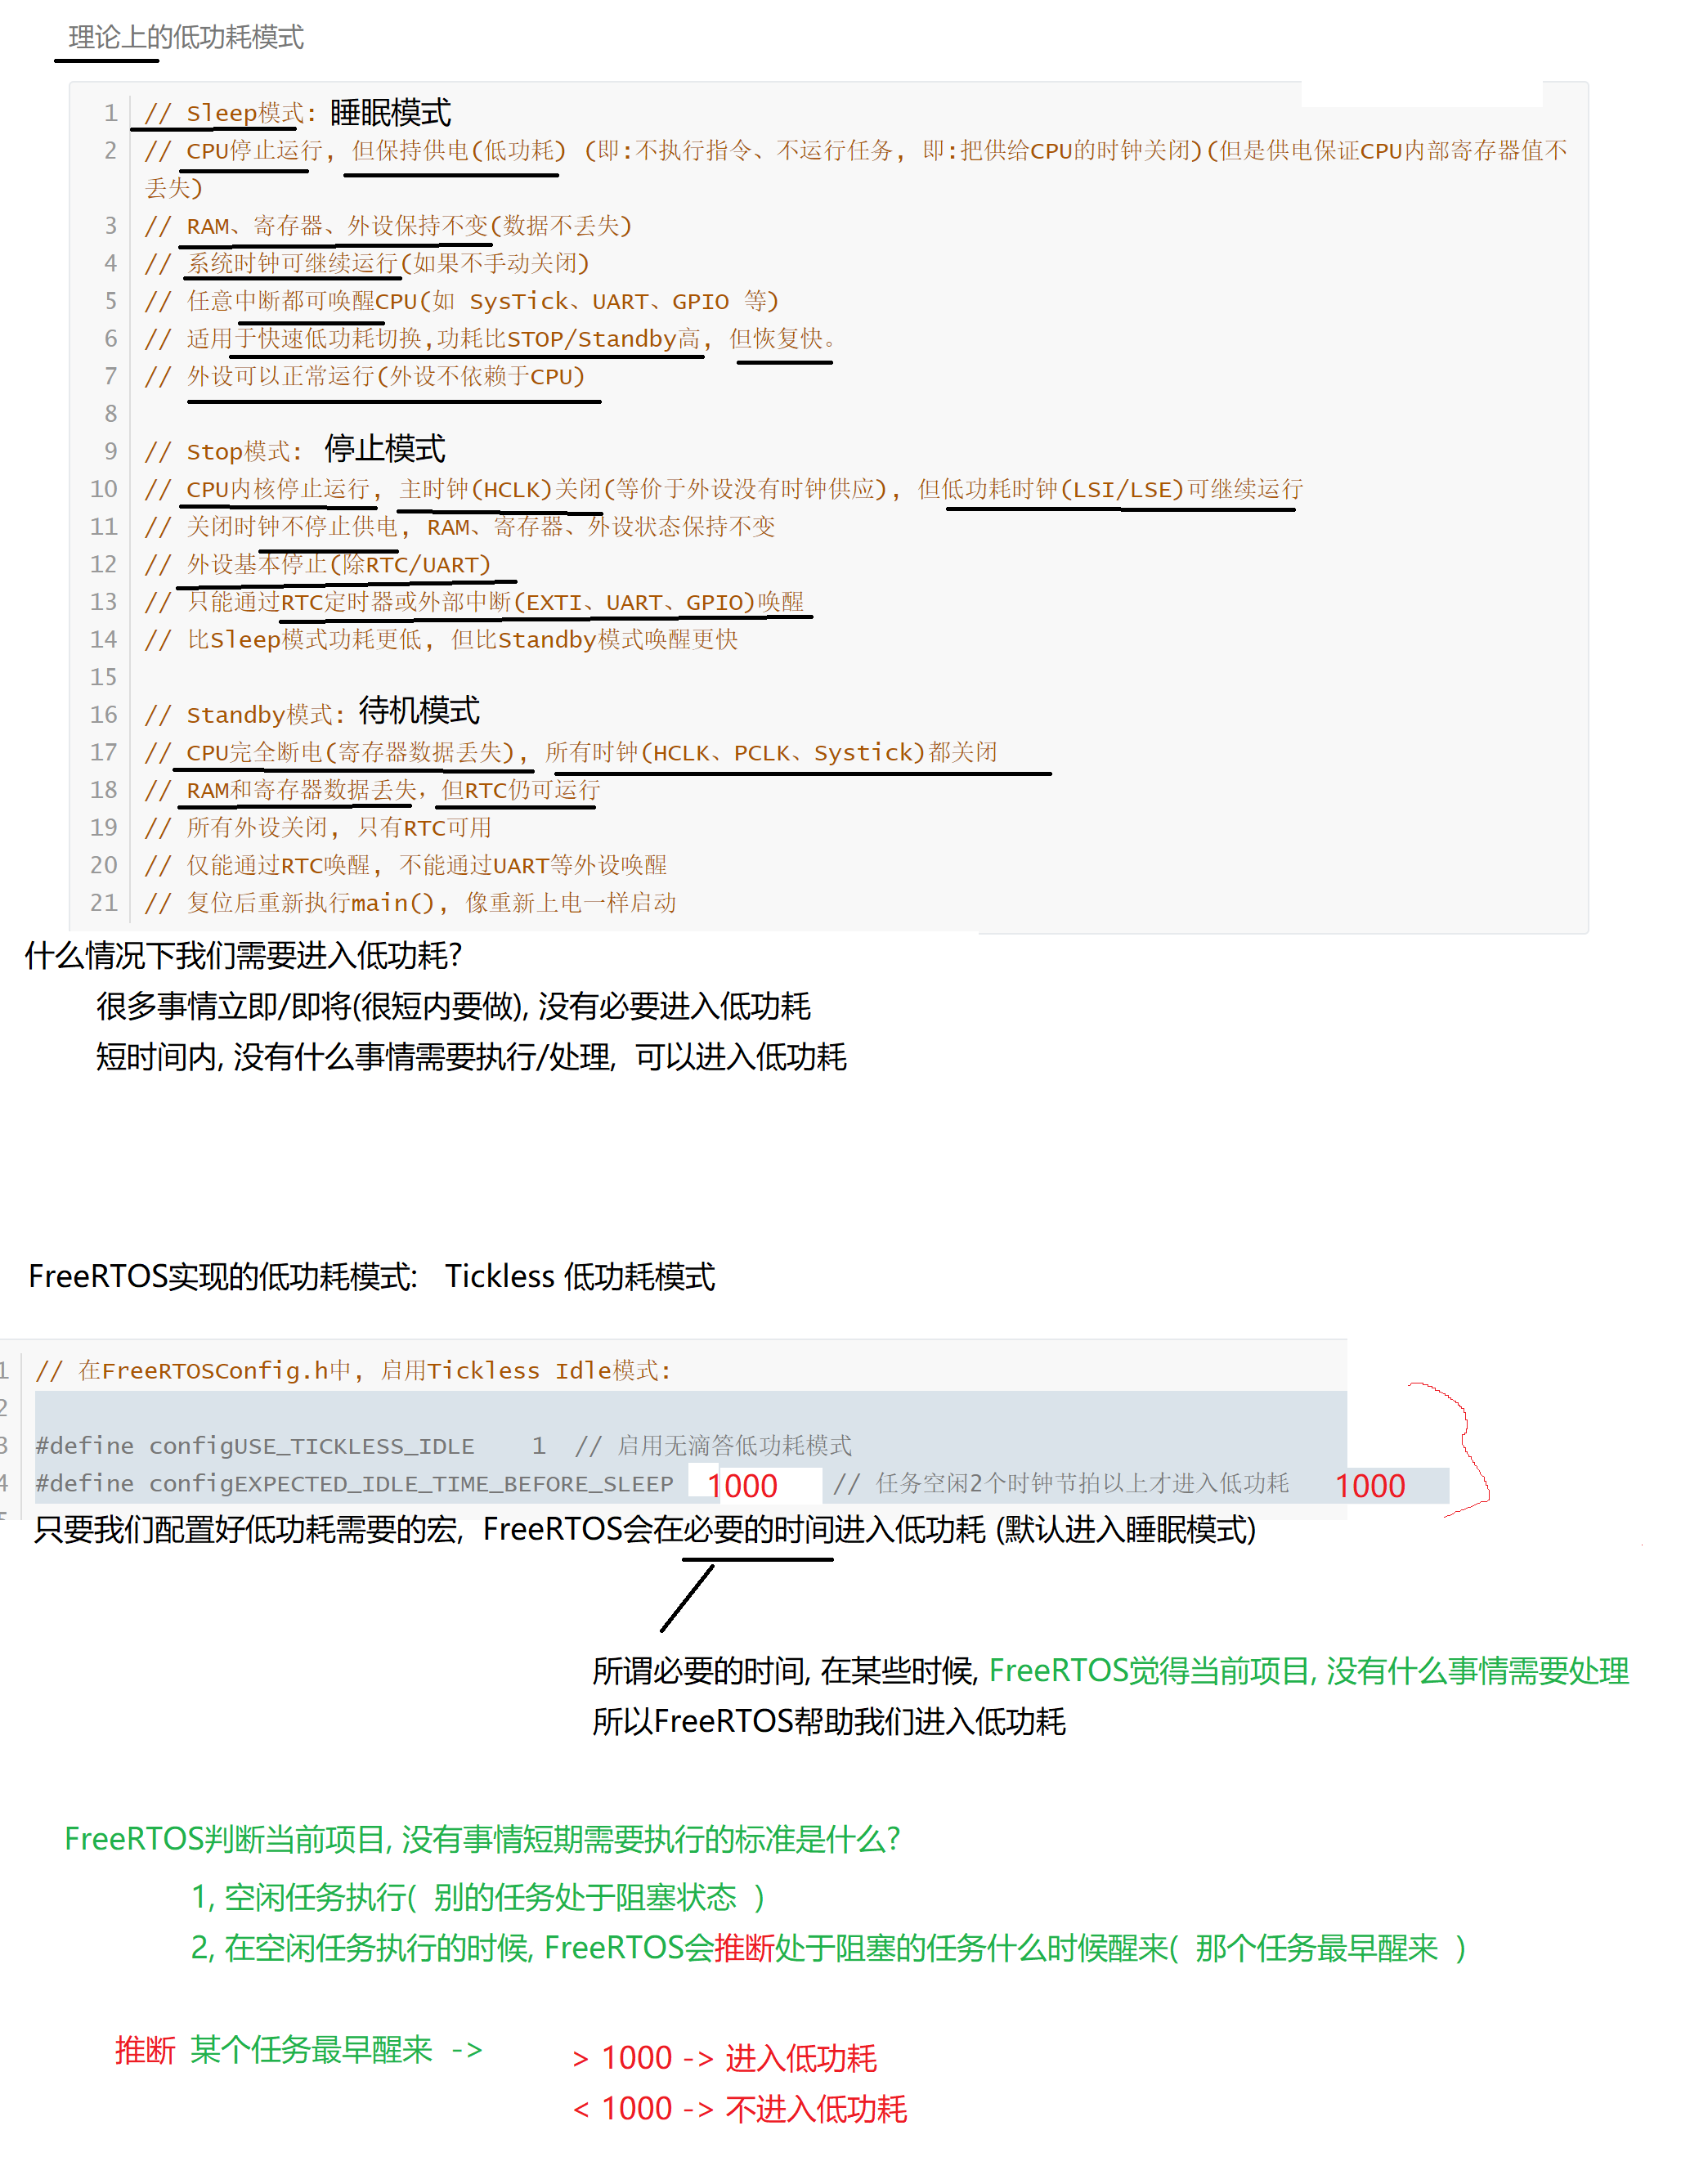 理论上的低功耗模式
1 // Sleep模式: 睡眠模式
2 // CPU停止运行, 但保持供电(低功耗) (即:不执行指令、不运行任务, 即:把供给CPU的时钟关闭)(但是供电保证CPU内部寄存器值不
丢失)
3 // RAM、寄存器、外设保持不变(数据不丢失)
4 // 系统时钟可继续运行(如果不手动关闭)
5 // 任意中断都可唤醒CPU(如 SysTick、UART、GPIO 等)
6 // 适用于快速低功耗切换,功耗比STOP/Standby高, 但恢复快。
7 // 外设可以正常运行(外设不依赖于CPU)
8
9 // Stop模式: 停止模式
10 // CPU内核停止运行, 主时钟(HCLK)关闭(等价于外设没有时钟供应), 但低功耗时钟(LSI/LSE)可继续运行
11 // 关闭时钟不停止供电, RAM、寄存器、外设状态保持不变
12 // 外设基本停止(除RTC/UART)
13 // 只能通过RTC定时器或外部中断(EXTI、UART、GPIO)唤醒
14 // 比Sleep模式功耗更低, 但比Standby模式唤醒更快
15
16 // Standby模式: 待机模式
17 // CPU完全断电(寄存器数据丢失), 所有时钟(HCLK、PCLK、Systick)都关闭
18 // RAM和寄存器数据丢失，但RTC仍可运行
19 // 所有外设关闭, 只有RTC可用
20 // 仅能通过RTC唤醒, 不能通过UART等外设唤醒
21 // 复位后重新执行main(), 像重新上电一样启动
什么情况下我们需要进入低功耗?
很多事情立即/即将(很短内要做), 没有必要进入低功耗
短时间内, 没有什么事情需要执行/处理, 可以进入低功耗
FreeRTOS实现的低功耗模式: Tickless 低功耗模式
1 // 在FreeRTOSConfig.h中, 启用Tickless Idle模式:
2
3 #define configUSE_TICKLESS_IDLE 1 // 启用无滴答低功耗模式
4 #define configEXPECTED_IDLE_TIME_BEFORE_SLEEP 1000 // 任务空闲2个时钟节拍以上才进入低功耗 1000
只要我们配置好低功耗需要的宏, FreeRTOS会在必要的时间进入低功耗 (默认进入睡眠模式)
所谓必要的时间, 在某些时候, FreeRTOS觉得当前项目, 没有什么事情需要处理
所以FreeRTOS帮助我们进入低功耗
FreeRTOS判断当前项目, 没有事情短期需要执行的标准是什么?
1, 空闲任务执行( 别的任务处于阻塞状态 )
2, 在空闲任务执行的时候, FreeRTOS会推断处于阻塞的任务什么时候醒来( 那个任务最早醒来 )
推断 某个任务最早醒来 ->
> 1000 -> 进入低功耗
< 1000 -> 不进入低功耗